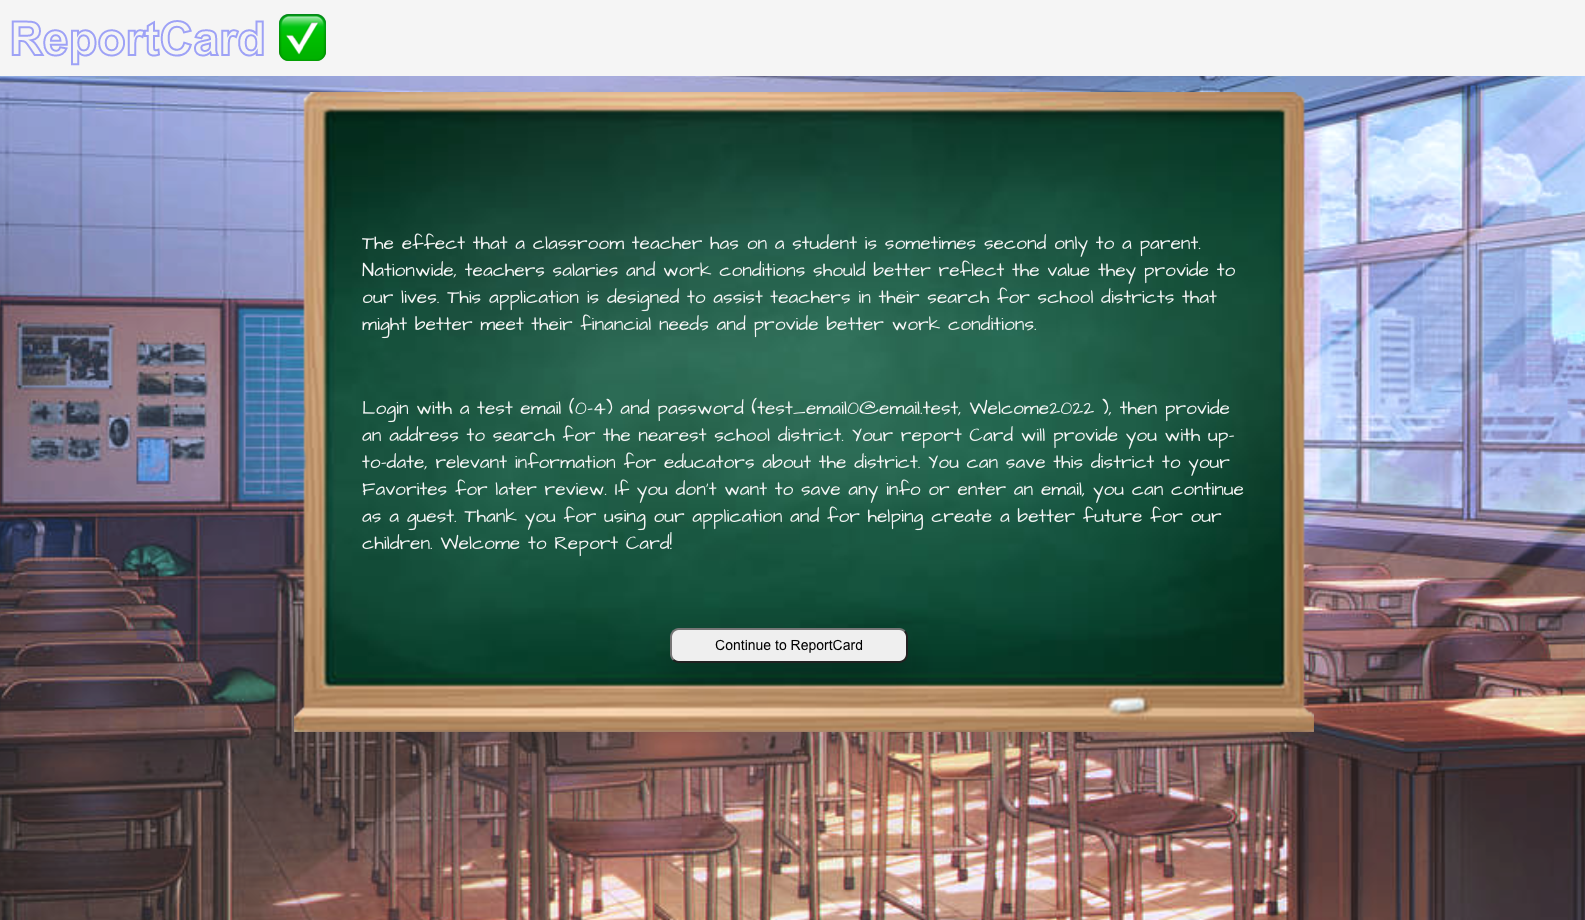 ReportCard ✅
The effect that a classroom teacher has on a student is sometimes second only to a parent.
Nationwide, teachers salaries and work conditions should better reflect the value they provide to
our lives. This application is designed to assist teachers in their search for school districts that
might better meet their financial needs and provide better work conditions.
Login with a test email (0-4) and password (test_email0@email.test, Welcome2022 ), then provide
an address to search for the nearest school district. Your report Card will provide you with up-
to-date, relevant information for educators about the district. You can save this district to your
Favorites for later review. If you don't want to save any info or enter an email, you can continue
as a guest. Thank you for using our application and for helping create a better future for our
children. Welcome to Report Card!
Continue to ReportCard